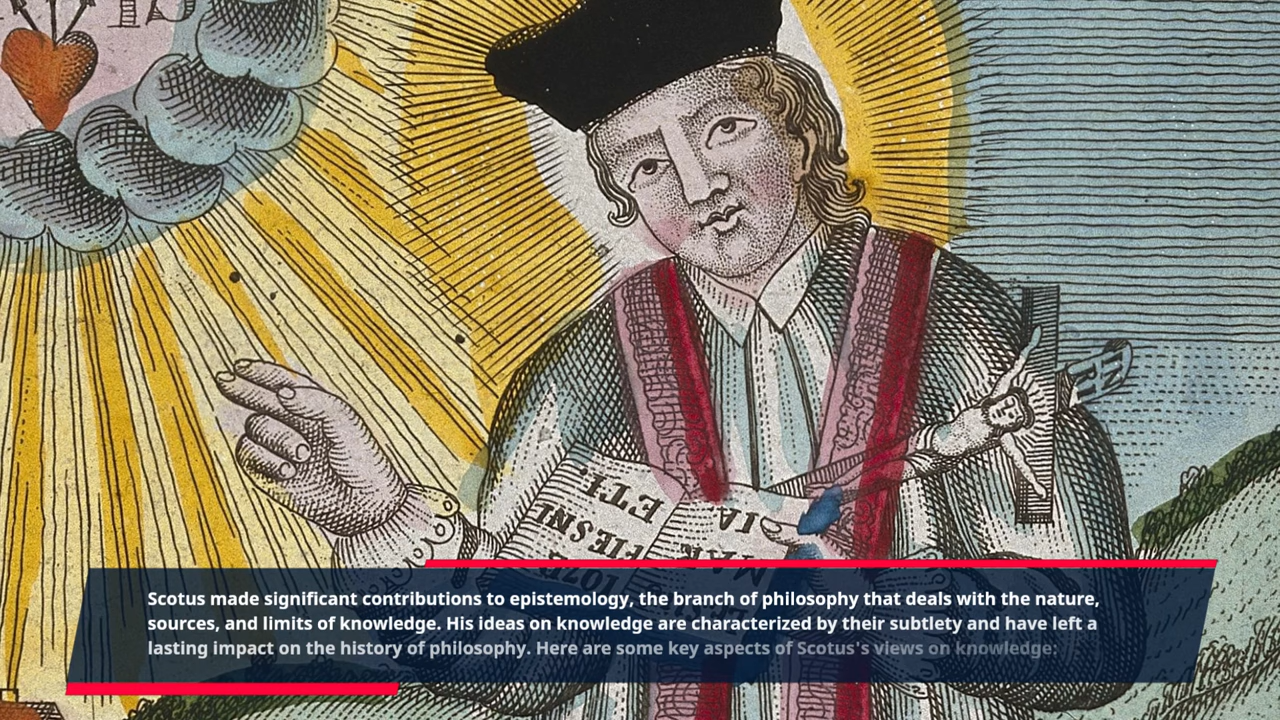 Scotus made significant contributions to epistemology, the branch of philosophy that deals with the nature,
sources, and limits of knowledge. His ideas on knowledge are characterized by their subtlety and have left a
lasting impact on the history of philosophy. Here are some key aspects of Scotus's views on knowledge: